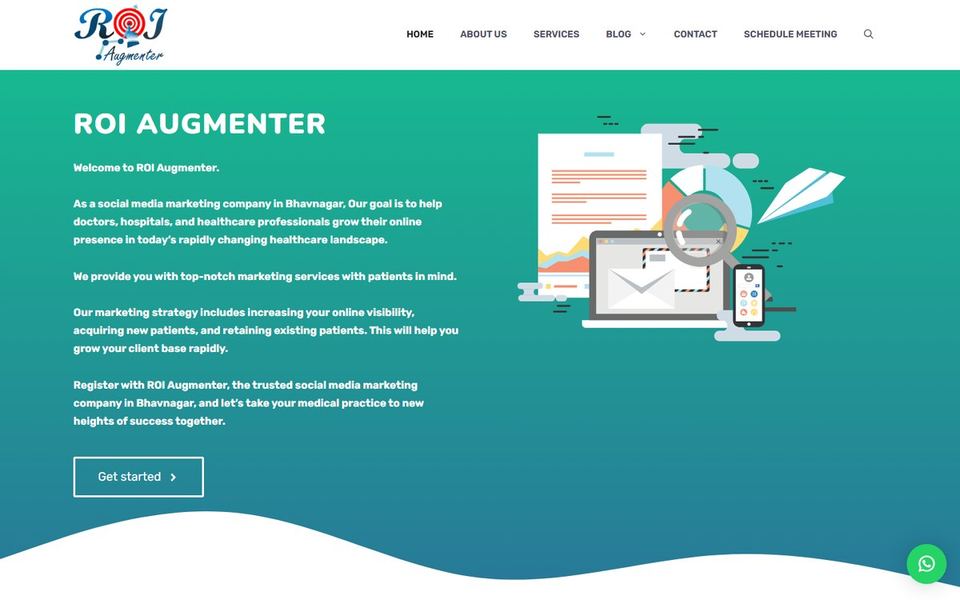 ROI
Augmenter
HOME ABOUT US SERVICES BLOG CONTACT SCHEDULE MEETING
ROI AUGMENTER
Welcome to ROI Augmenter.
As a social media marketing company in Bhavnagar, Our goal is to help
doctors, hospitals, and healthcare professionals grow their online
presence in today's rapidly changing healthcare landscape.
We provide you with top-notch marketing services with patients in mind.
Our marketing strategy includes increasing your online visibility,
acquiring new patients, and retaining existing patients. This will help you
grow your client base rapidly.
Register with ROI Augmenter, the trusted social media marketing
company in Bhavnagar, and let's take your medical practice to new
heights of success together.
Get started